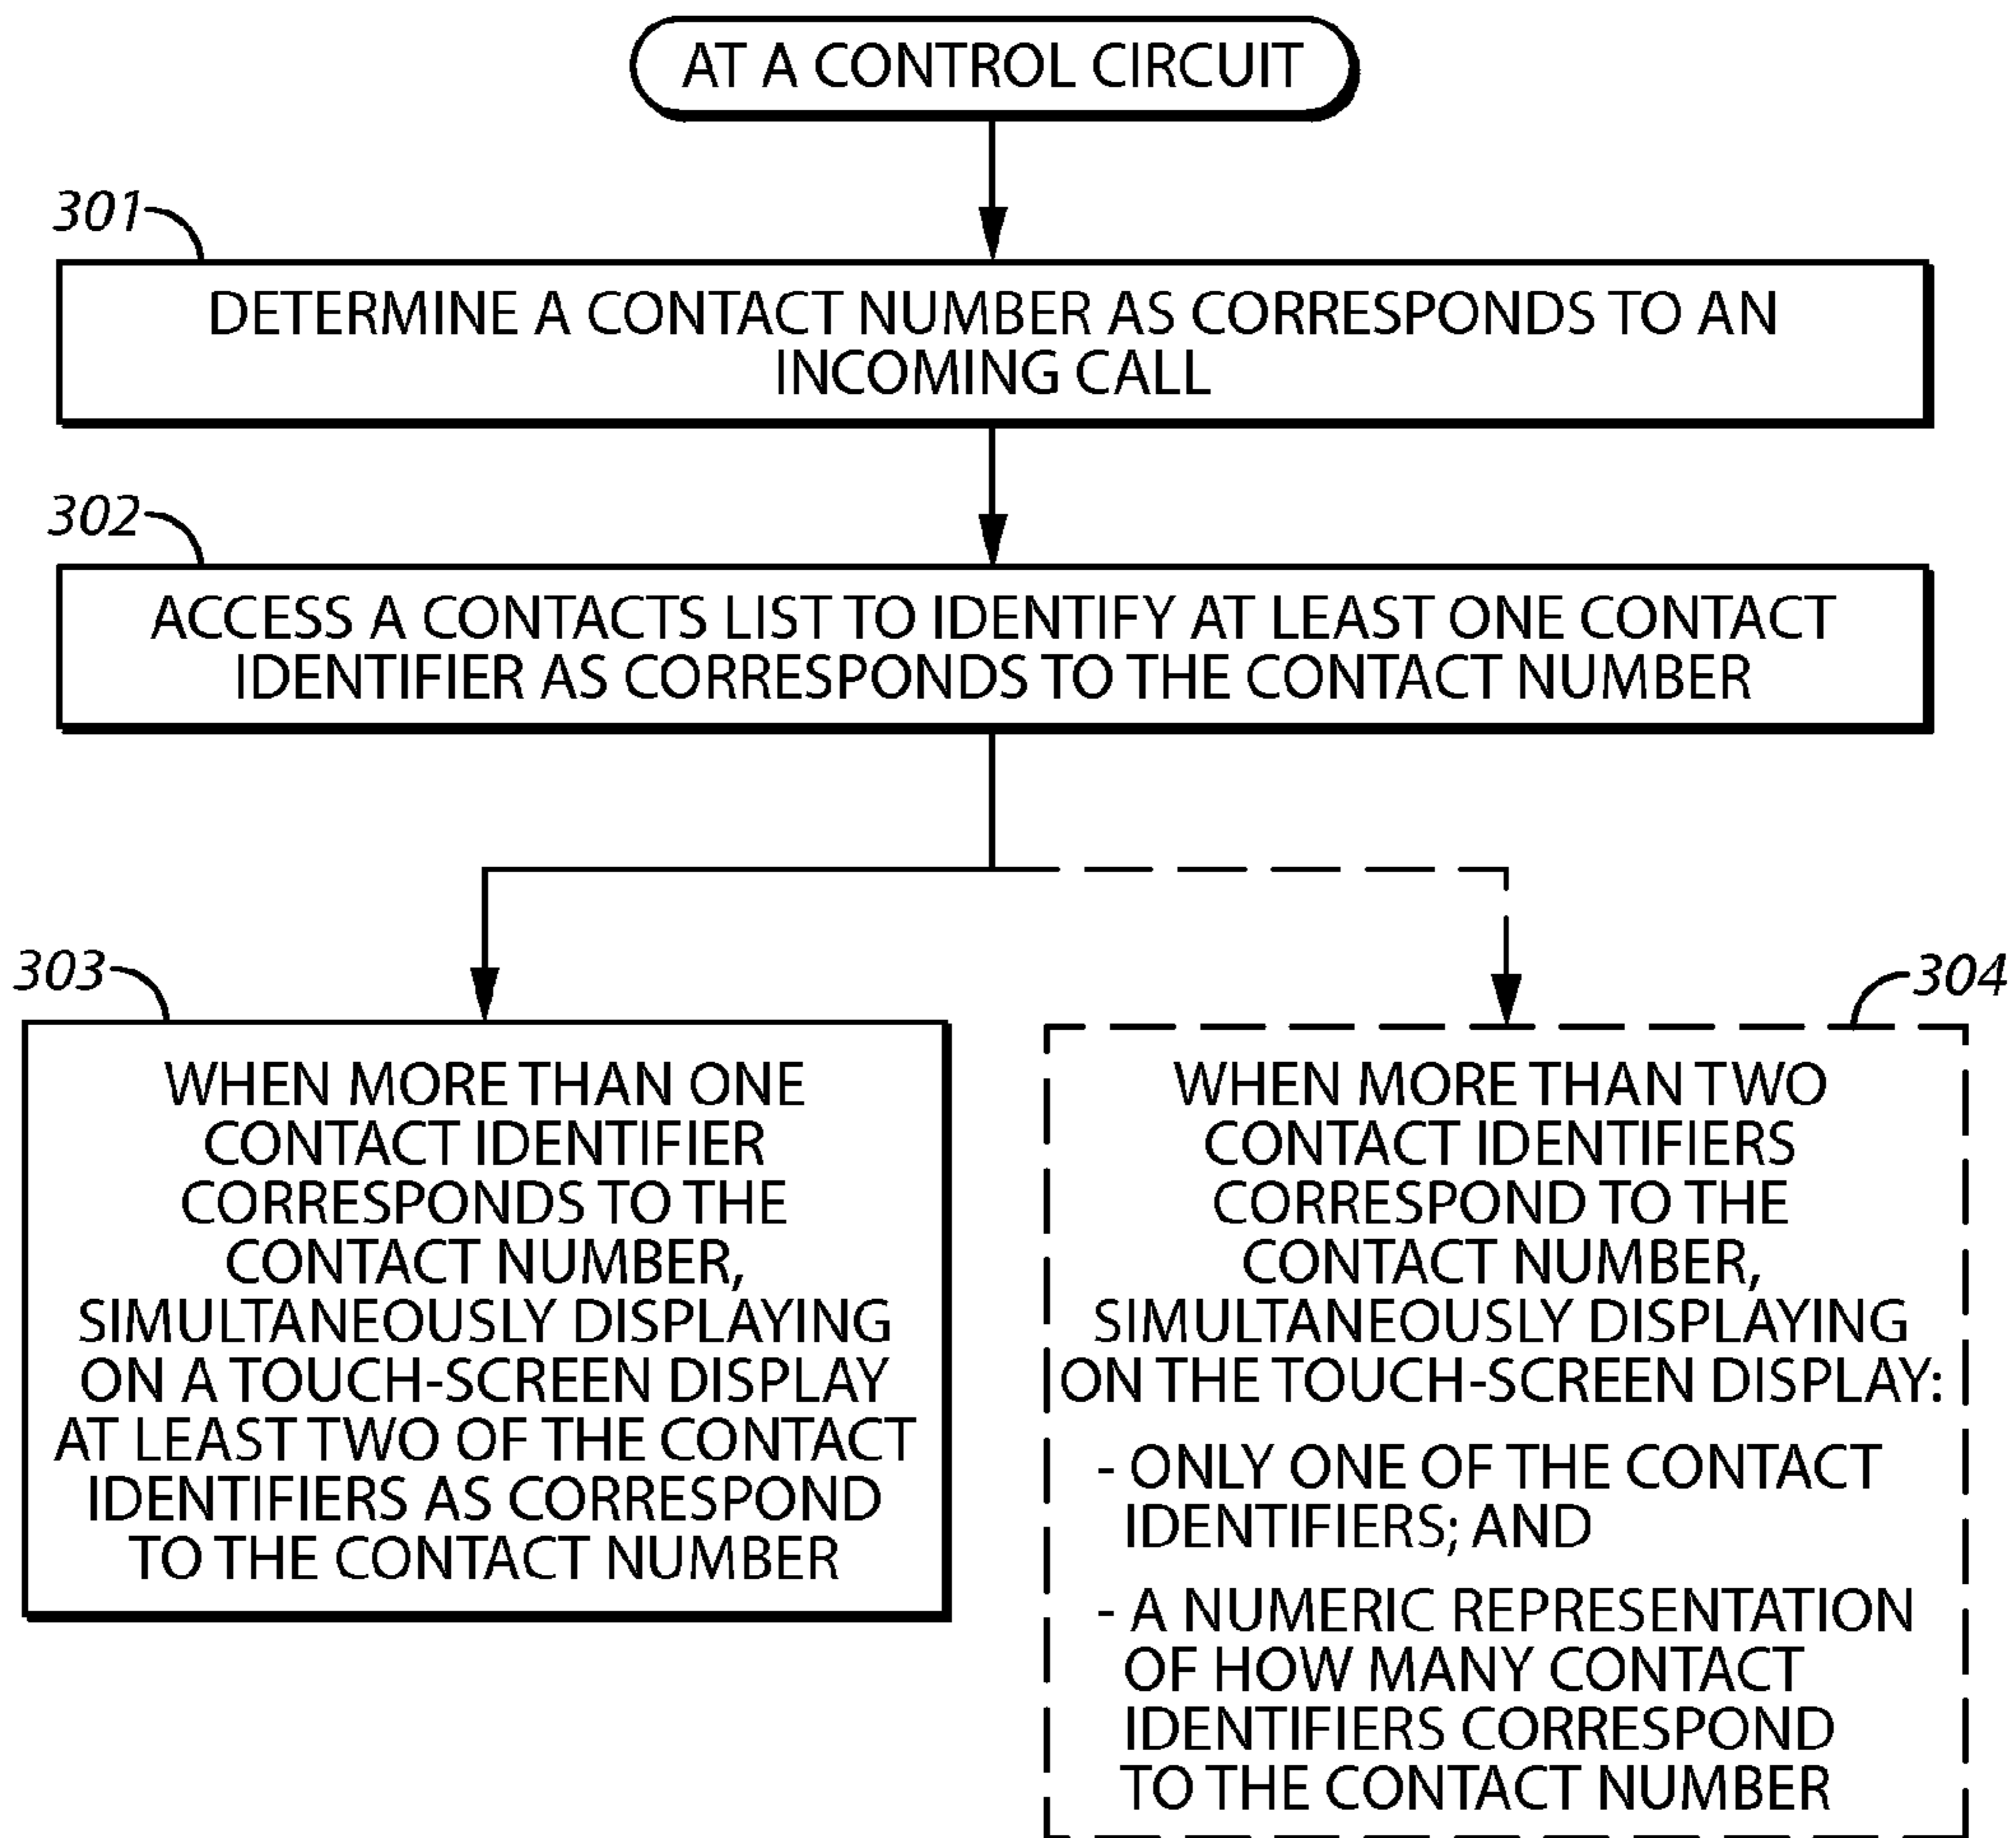 AT A CONTROL CIRCUIT
301
DETERMINE A CONTACT NUMBER AS CORRESPONDS TO AN
INCOMING CALL
302
ACCESS A CONTACTS LIST TO IDENTIFY AT LEAST ONE CONTACT
IDENTIFIER AS CORRESPONDS TO THE CONTACT NUMBER
303
WHEN MORE THAN ONE
CONTACT IDENTIFIER
CORRESPONDS TO THE
CONTACT NUMBER,
SIMULTANEOUSLY DISPLAYING
ON A TOUCH-SCREEN DISPLAY
AT LEAST TWO OF THE CONTACT
IDENTIFIERS AS CORRESPOND
TO THE CONTACT NUMBER
304
WHEN MORE THAN TWO
CONTACT IDENTIFIERS
CORRESPOND TO THE
CONTACT NUMBER,
SIMULTANEOUSLY DISPLAYING
ON THE TOUCH-SCREEN DISPLAY:
- ONLY ONE OF THE CONTACT
IDENTIFIERS; AND
- A NUMERIC REPRESENTATION
OF HOW MANY CONTACT
IDENTIFIERS CORRESPOND
TO THE CONTACT NUMBER